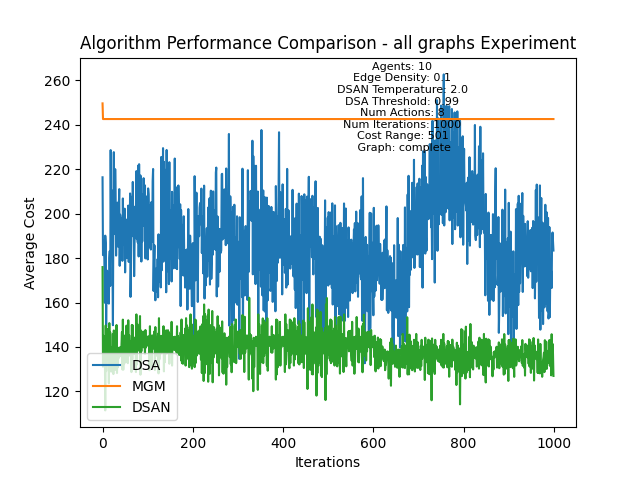 Algorithm Performance Comparison - all graphs Experiment
Agents: 10
Edge Density: 0.1
DSAN Temperature: 2.0
DSA Threshold: 0.99
Num Actions: 8
Num Iterations: 1000
Cost Range: 501
Graph: complete
Average Cost
260
240
220
200
180
160
140
120
DSA
MGM
DSAN
0
200
400
600
800
1000
Iterations